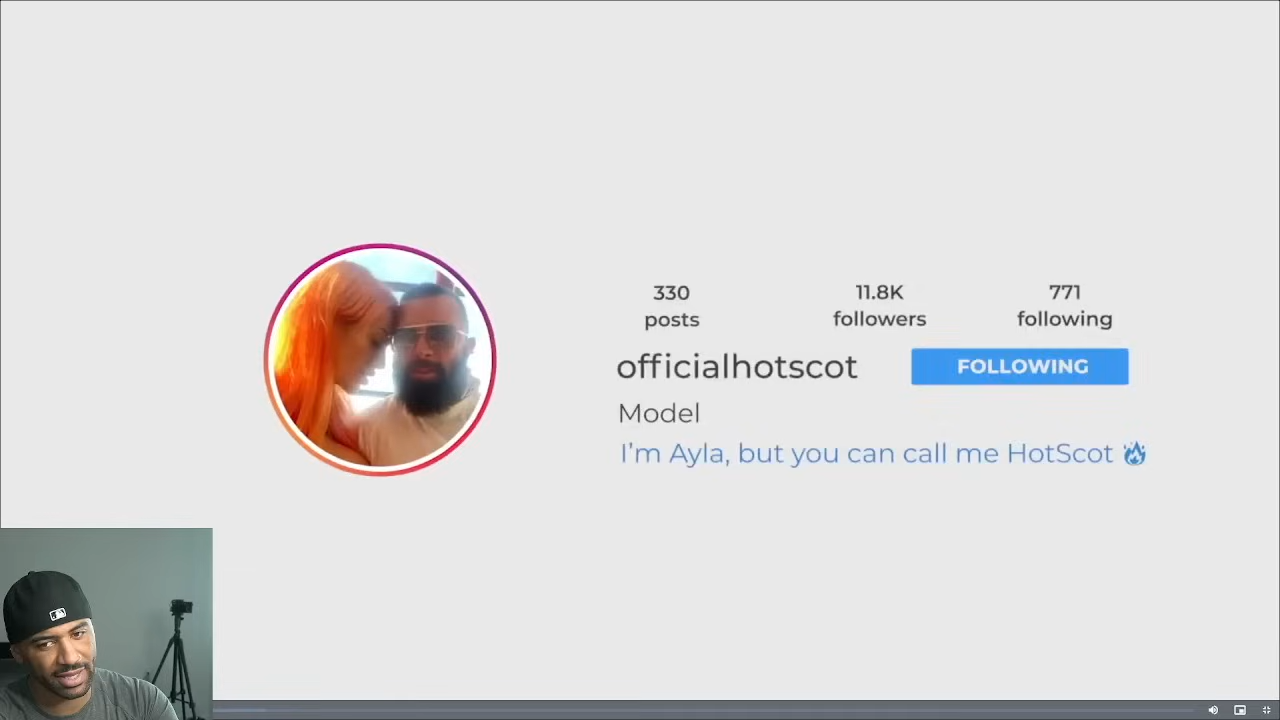 330
posts
11.8K
followers
771
following
officialhotscot
FOLLOWING
Model
I'm Ayla, but you can call me HotScot